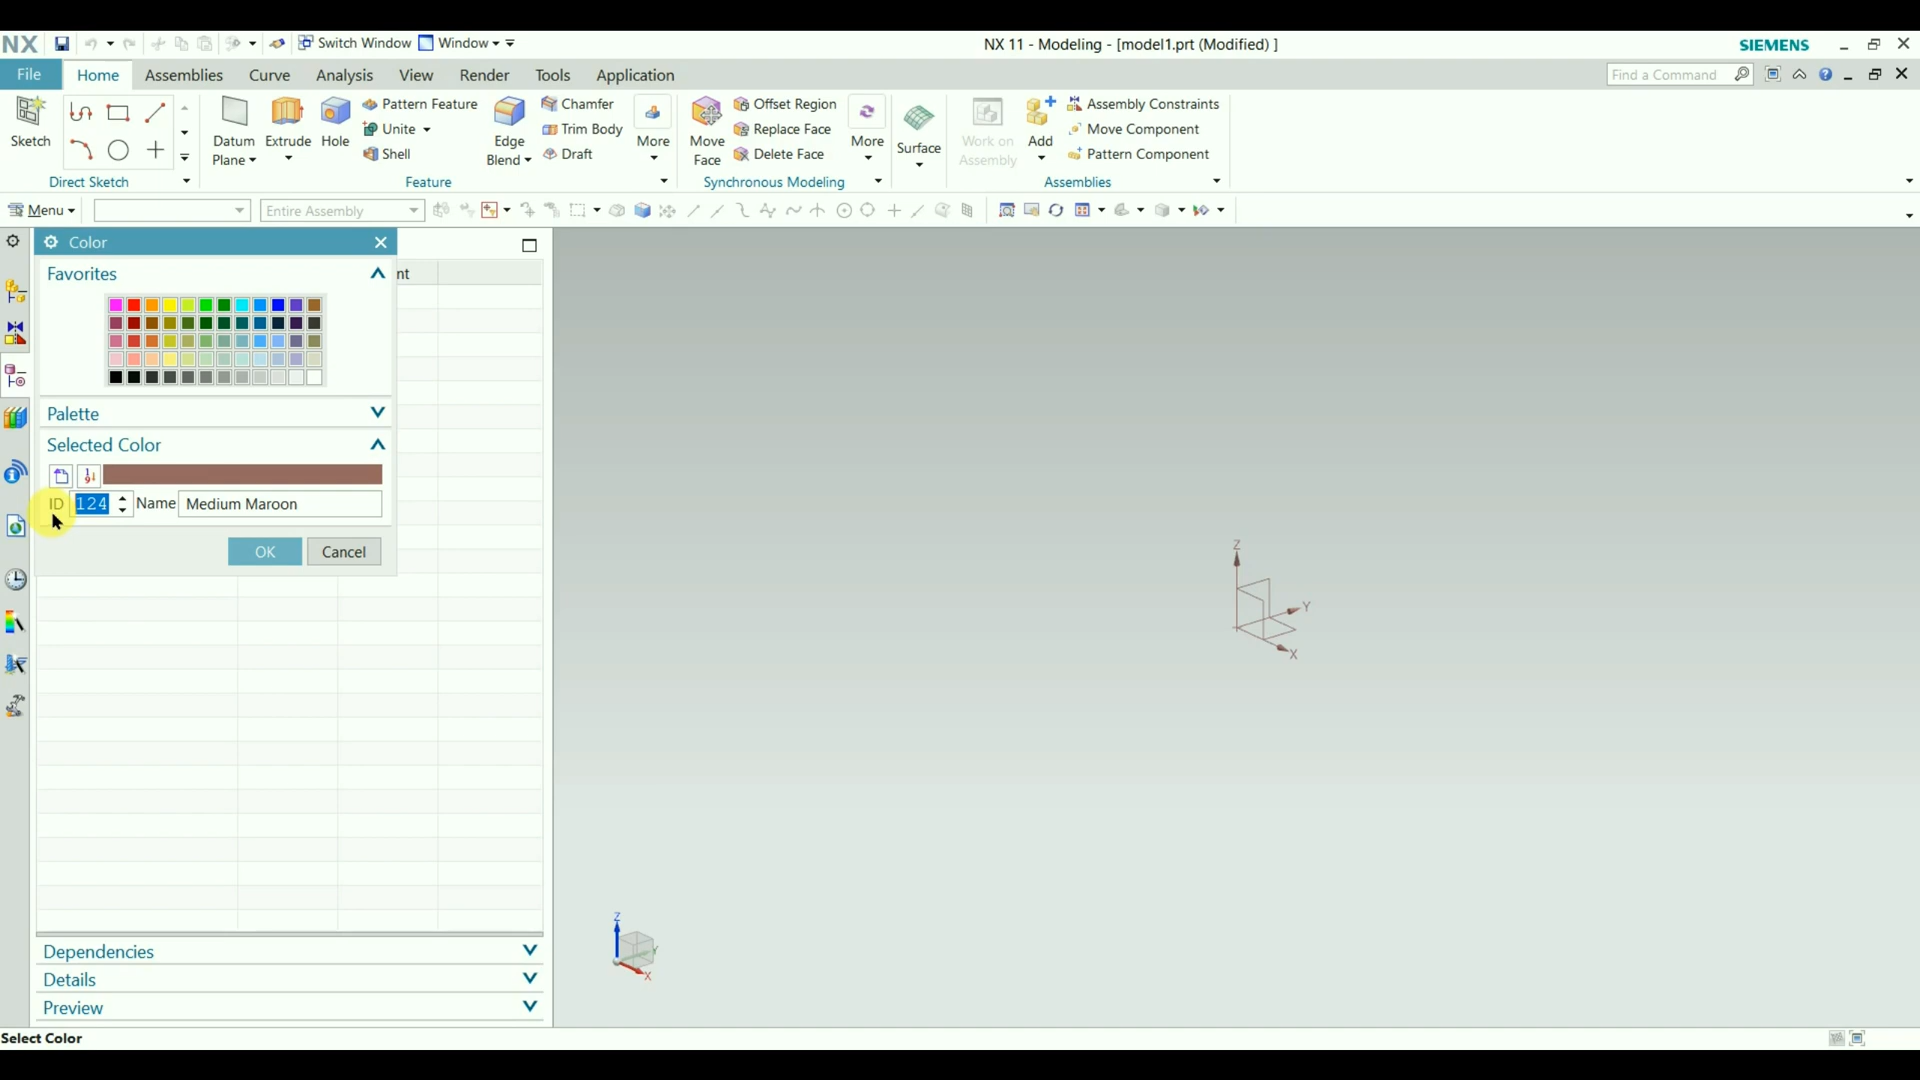 NX Switch Window Window NX 11 - Modeling - [model1.prt (Modified) ] SIEMENS
File Home Assemblies Curve Analysis View Render Tools Application Find a Command
Sketch
Direct Sketch
Datum Plane
Extrude
Hole
Pattern Feature
Unite
Shell
Edge Blend
Chamfer
Trim Body
Draft
More
Feature
Move Face
Offset Region
Replace Face
Delete Face
More
Synchronous Modeling
Surface
Work on Assembly
Add
Assembly Constraints
Move Component
Pattern Component
Assemblies
Menu Entire Assembly
Color
nt
Favorites
Palette
Selected Color
ID 124 Name Medium Maroon
OK Cancel
Z
Y
X
Z
Y
X
Dependencies
Details
Preview
Select Color